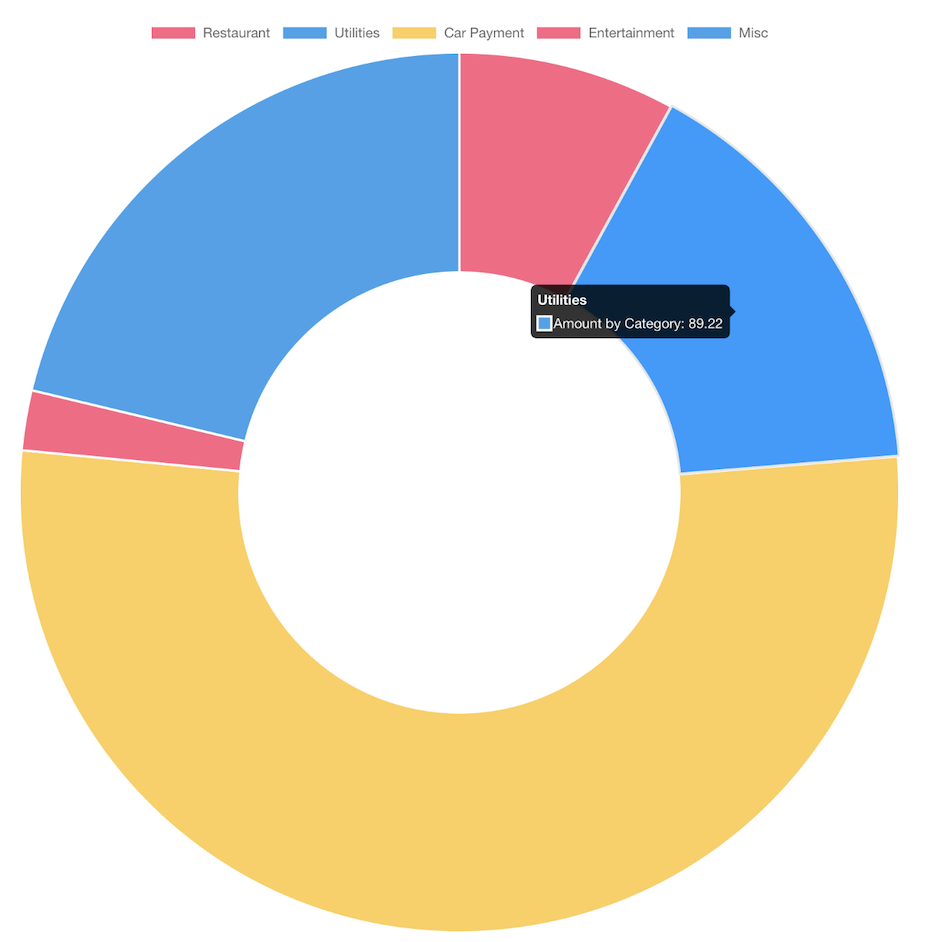 Restaurant Utilities Car Payment Entertainment Misc
Utilities
Amount by Category: 89.22